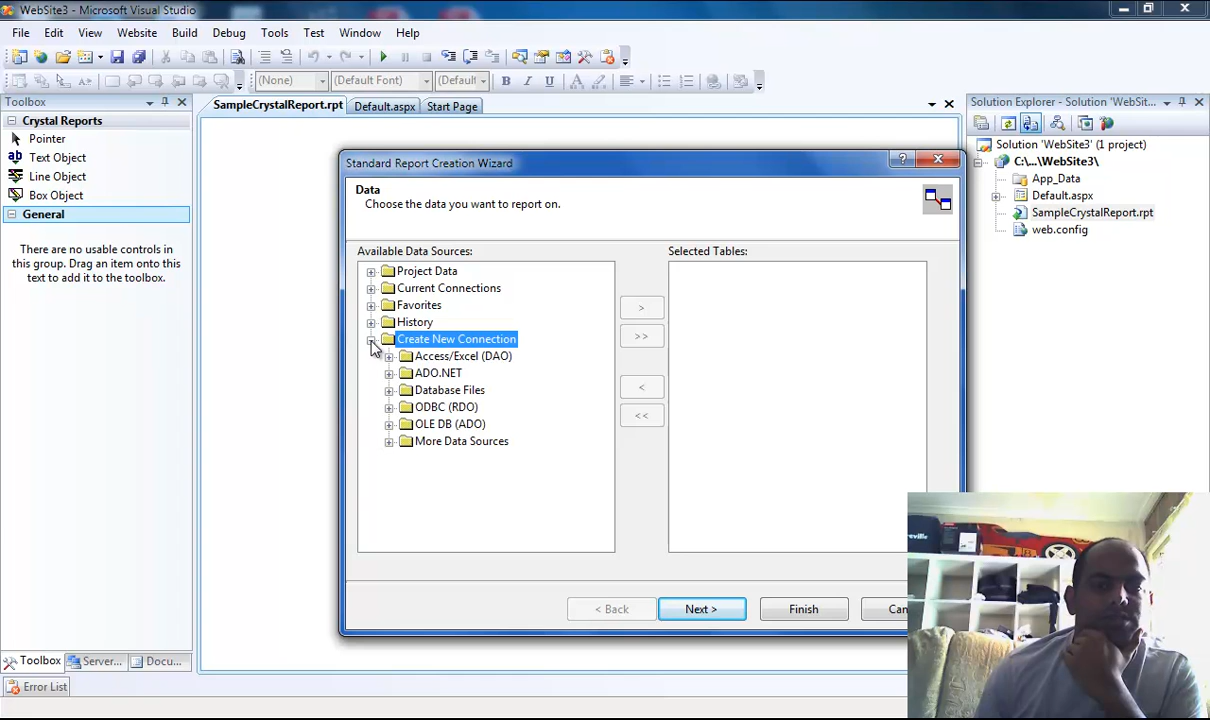 WebSite3 - Microsoft Visual Studio
File Edit View Website Build Debug Tools Test Window Help
(None) (Default Font) (Default
Toolbox
SampleCrystalReport.rpt Default.aspx Start Page
Solution Explorer - Solution 'WebSit...
Crystal Reports
Pointer
Text Object
Line Object
Box Object
General
There are no usable controls in
this group. Drag an item onto this
text to add it to the toolbox.
Standard Report Creation Wizard
Data
Choose the data you want to report on.
Available Data Sources:
Project Data
Current Connections
Favorites
History
Create New Connection
Access/Excel (DAO)
ADO.NET
Database Files
ODBC (RDO)
OLE DB (ADO)
More Data Sources
>
>>
<
<<
Selected Tables:
< Back Next > Finish Can
Solution 'WebSite3' (1 project)
C:\...\WebSite3\
App_Data
Default.aspx
SampleCrystalReport.rpt
web.config
Toolbox Server... Docu...
Error List